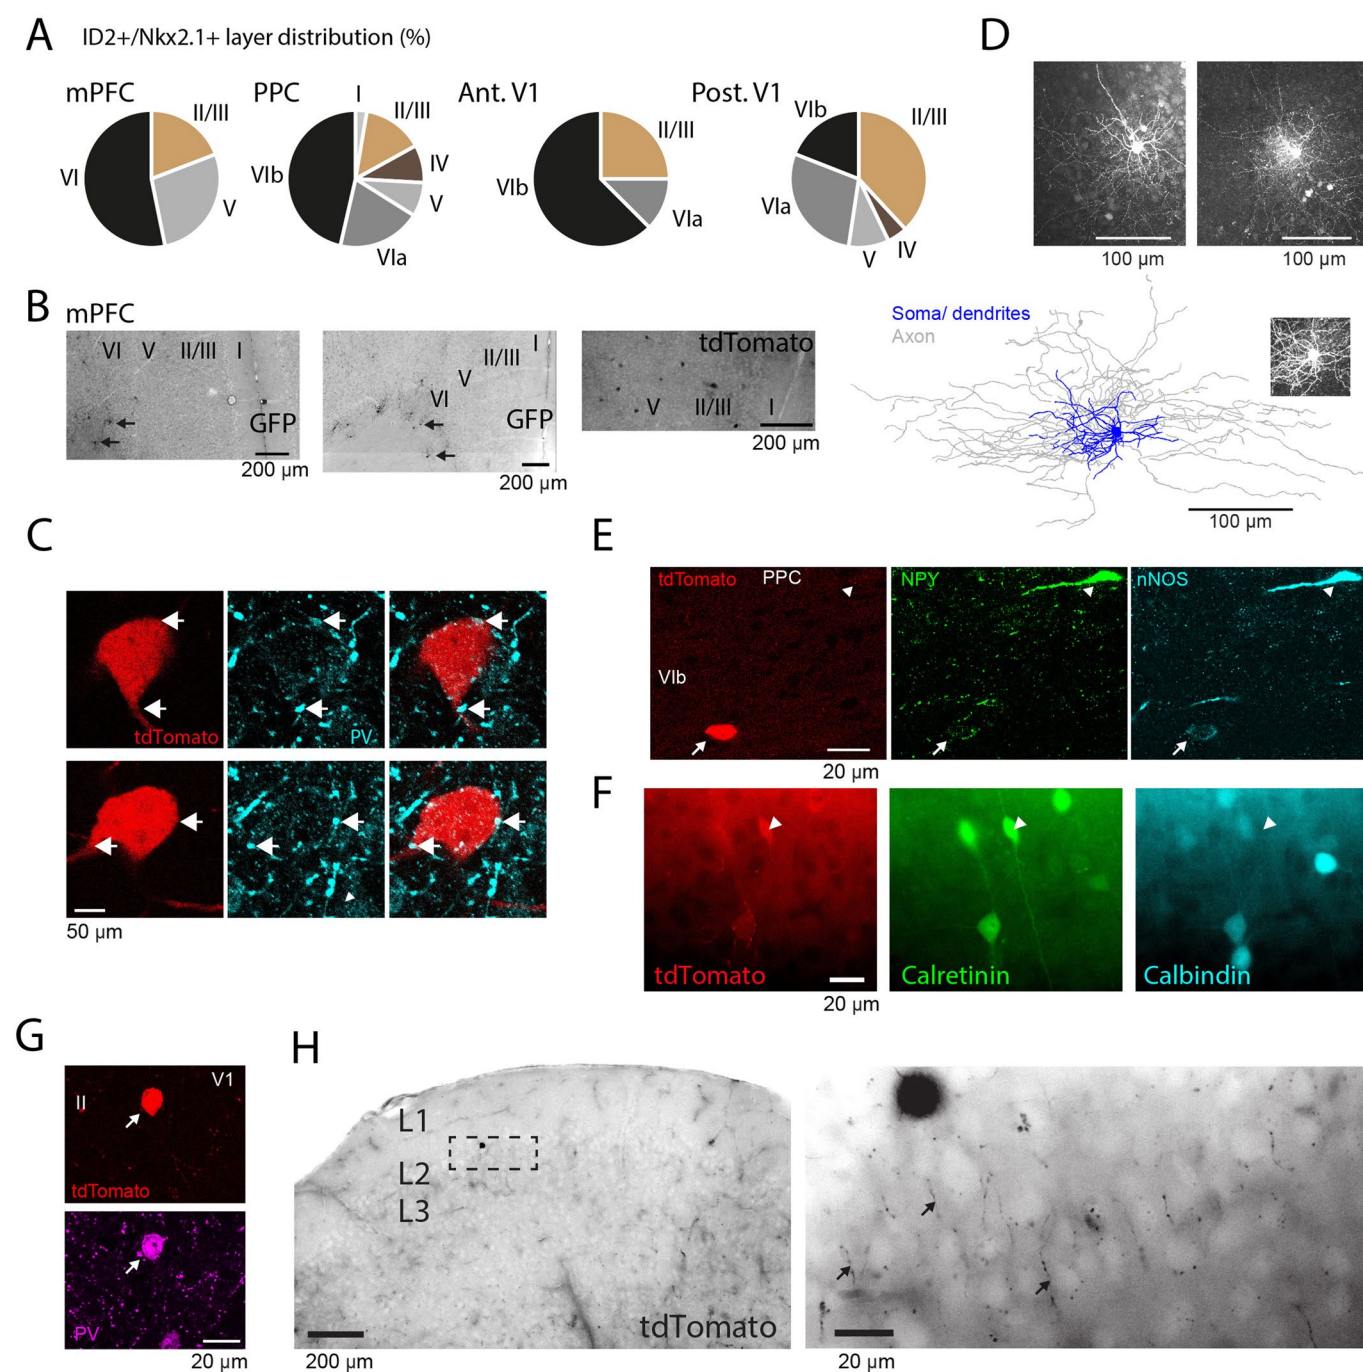 A
ID2+/Nkx2.1+ layer distribution (%)
mPFC
II/III
V
VI
PPC
I
II/III
IV
V
VIa
VIb
Ant. V1
II/III
VIa
VIb
Post. V1
II/III
IV
V
VIa
VIb
B
mPFC
VI V II/III I
GFP
200 µm
II/III I
V
VI
GFP
200 µm
tdTomato
V II/III I
200 µm
C
tdTomato
PV
50 µm
D
100 µm
100 µm
Soma/ dendrites
Axon
100 µm
E
tdTomato PPC
VIb
20 µm
NPY
nNOS
F
tdTomato
20 µm
Calretinin
Calbindin
G
V1
II
tdTomato
PV
20 µm
H
L1
L2
L3
tdTomato
200 µm
20 µm